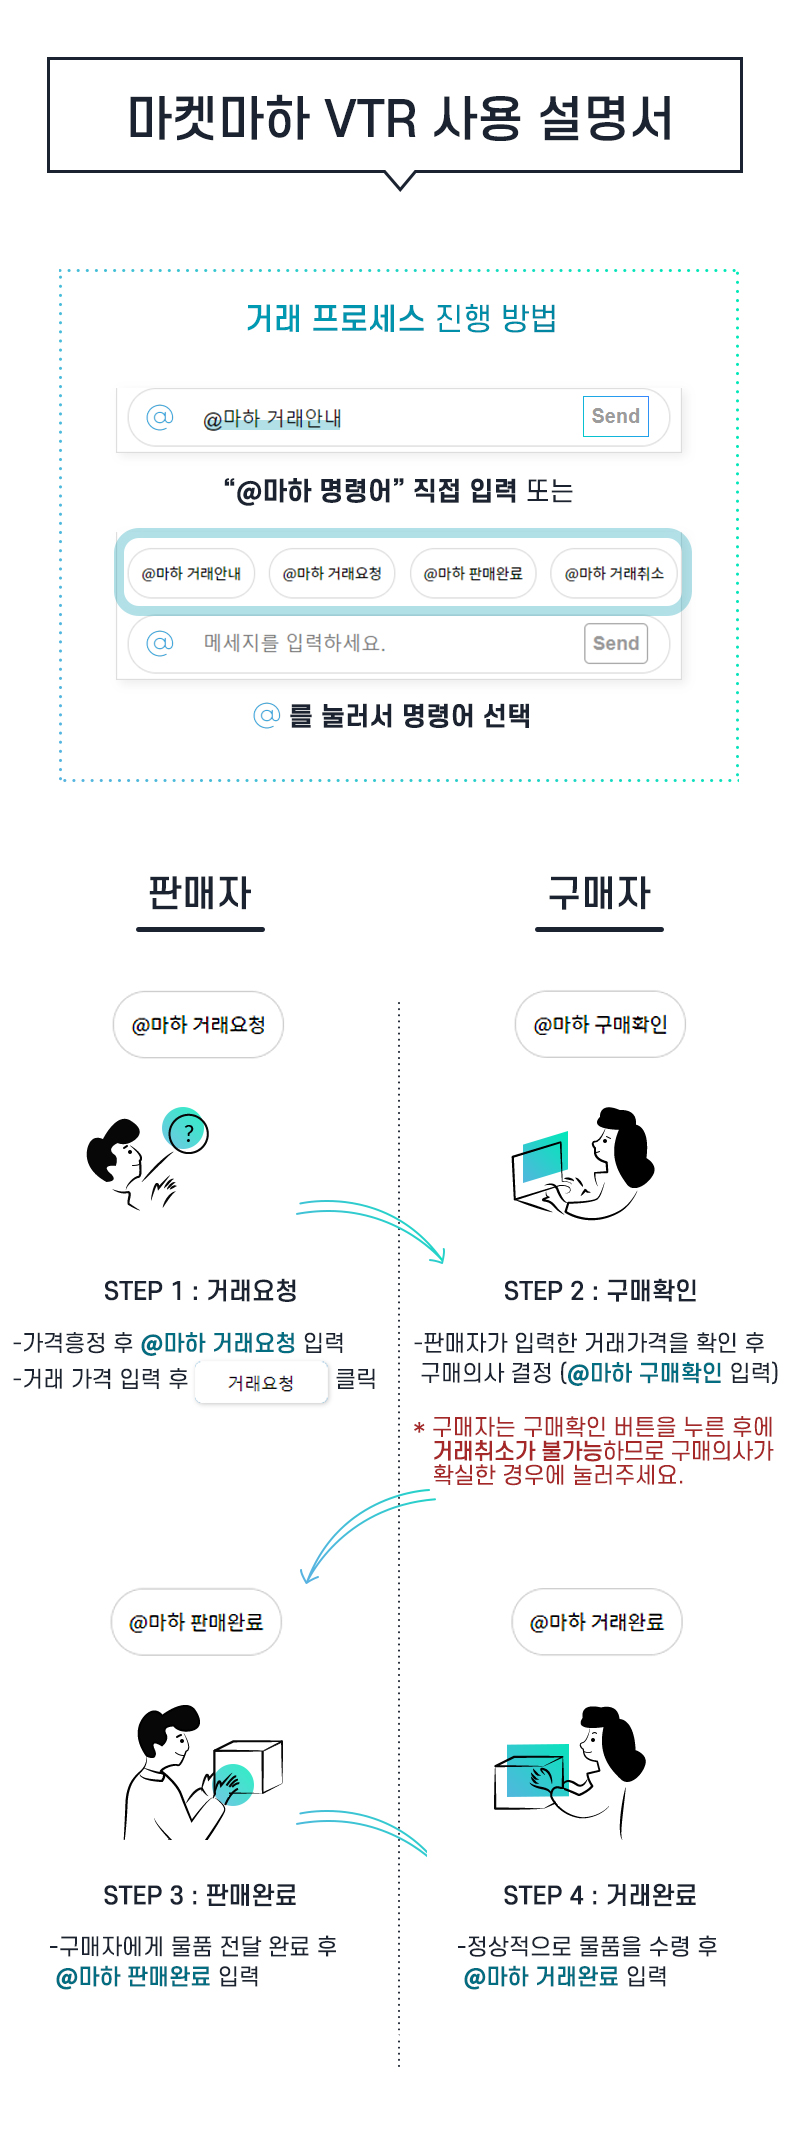 마켓마하 VTR 사용 설명서
거래 프로세스 진행 방법
@ @마하 거래안내 Send
“@마하 명령어” 직접 입력 또는
@마하 거래안내 @마하 거래요청 @마하 판매완료 @마하 거래취소
@ 메세지를 입력하세요. Send
@ 를 눌러서 명령어 선택
판매자
구매자
@마하 거래요청
@마하 구매확인
?
STEP 1 : 거래요청
-가격흥정 후 @마하 거래요청 입력
-거래 가격 입력 후 거래요청 클릭
STEP 2 : 구매확인
-판매자가 입력한 거래가격을 확인 후
구매의사 결정 (@마하 구매확인 입력)
* 구매자는 구매확인 버튼을 누른 후에
거래취소가 불가능하므로 구매의사가
확실한 경우에 눌러주세요.
@마하 판매완료
@마하 거래완료
STEP 3 : 판매완료
-구매자에게 물품 전달 완료 후
@마하 판매완료 입력
STEP 4 : 거래완료
-정상적으로 물품을 수령 후
@마하 거래완료 입력